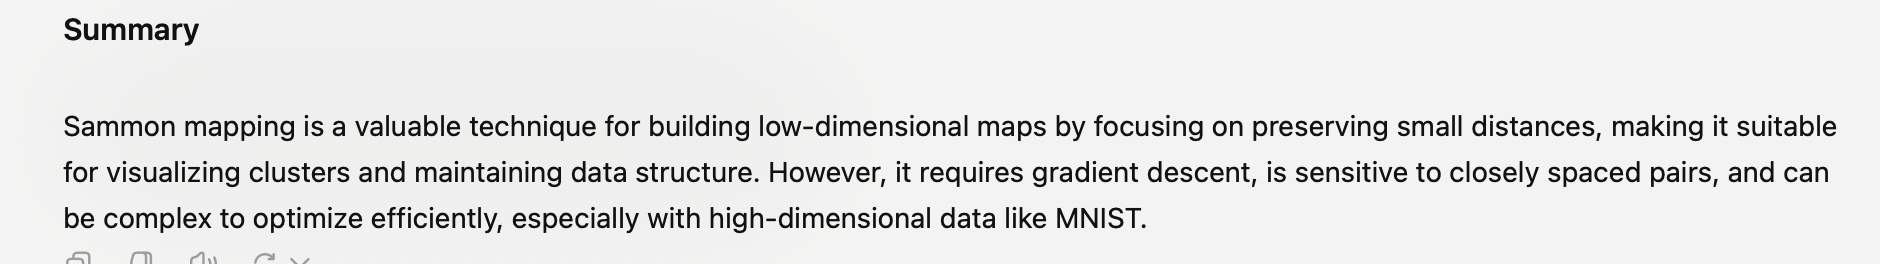 Summary
Sammon mapping is a valuable technique for building low-dimensional maps by focusing on preserving small distances, making it suitable
for visualizing clusters and maintaining data structure. However, it requires gradient descent, is sensitive to closely spaced pairs, and can
be complex to optimize efficiently, especially with high-dimensional data like MNIST.